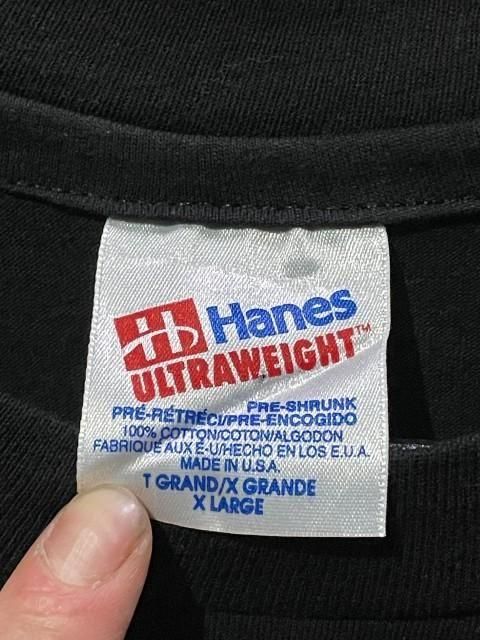 Hanes
ULTRAWEIGHT™
PRE-SHRUNK
PRÉ-RÉTRÉCI/PRE-ENCOGIDO
100% COTTON/COTON/ALGODON
FABRIQUE AUX E-U/HECHO EN LOS E.U.A.
MADE IN U.S.A.
T GRAND/X GRANDE
X LARGE